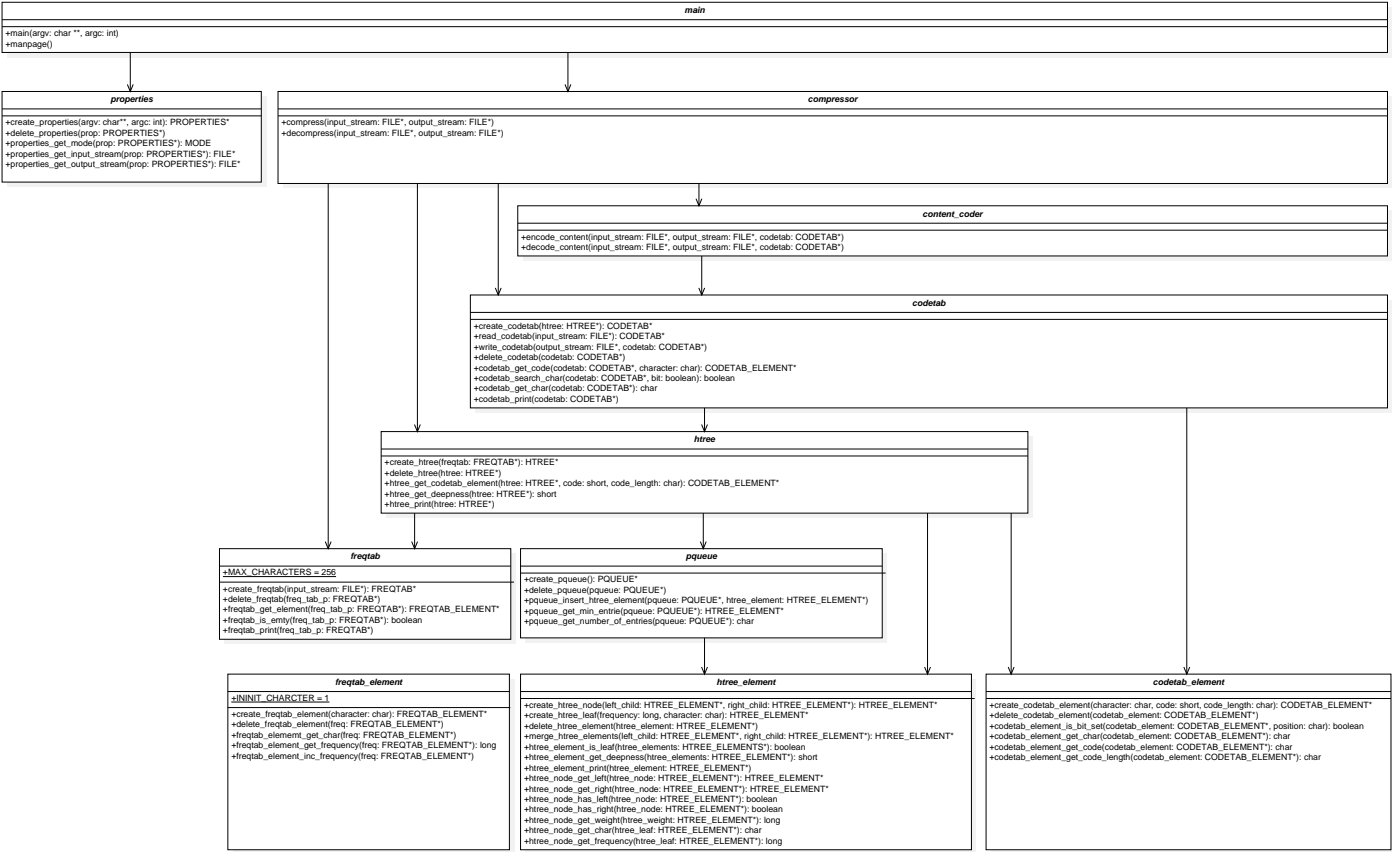 main
+main(argv: char **, argc: int)
+manpage()
properties
+create_properties(argv: char**, argc: int): PROPERTIES*
+delete_properties(prop: PROPERTIES*)
+properties_get_mode(prop: PROPERTIES*): MODE
+properties_get_input_stream(prop: PROPERTIES*): FILE*
+properties_get_output_stream(prop: PROPERTIES*): FILE*
compressor
+compress(input_stream: FILE*, output_stream: FILE*)
+decompress(input_stream: FILE*, output_stream: FILE*)
content_coder
+encode_content(input_stream: FILE*, output_stream: FILE*, codetab: CODETAB*)
+decode_content(input_stream: FILE*, output_stream: FILE*, codetab: CODETAB*)
codetab
+create_codetab(htree: HTREE*): CODETAB*
+read_codetab(input_stream: FILE*): CODETAB*
+write_codetab(output_stream: FILE*, codetab: CODETAB*)
+delete_codetab(codetab: CODETAB*)
+codetab_get_code(codetab: CODETAB*, character: char): CODETAB_ELEMENT*
+codetab_search_char(codetab: CODETAB*, bit: boolean): boolean
+codetab_get_char(codetab: CODETAB*): char
+codetab_print(codetab: CODETAB*)
htree
+create_htree(freqtab: FREQTAB*): HTREE*
+delete_htree(htree: HTREE*)
+htree_get_codetab_element(htree: HTREE*, code: short, code_length: char): CODETAB_ELEMENT*
+htree_get_deepness(htree: HTREE*): short
+htree_print(htree: HTREE*)
freqtab
+MAX_CHARACTERS = 256
+create_freqtab(input_stream: FILE*): FREQTAB*
+delete_freqtab(freq_tab_p: FREQTAB*)
+freqtab_get_element(freq_tab_p: FREQTAB*): FREQTAB_ELEMENT*
+freqtab_is_emty(freq_tab_p: FREQTAB*): boolean
+freqtab_print(freq_tab_p: FREQTAB*)
pqueue
+create_pqueue(): PQUEUE*
+delete_pqueue(pqueue: PQUEUE*)
+pqueue_insert_htree_element(pqueue: PQUEUE*, htree_element: HTREE_ELEMENT*)
+pqueue_get_min_entrie(pqueue: PQUEUE*): HTREE_ELEMENT*
+pqueue_get_number_of_entries(pqueue: PQUEUE*): char
freqtab_element
+ININIT_CHARCTER = 1
+create_freqtab_element(character: char): FREQTAB_ELEMENT*
+delete_freqtab_element(freq: FREQTAB_ELEMENT*)
+freqtab_elememt_get_char(freq: FREQTAB_ELEMENT*)
+freqtab_element_get_frequency(freq: FREQTAB_ELEMENT*): long
+freqtab_element_inc_frequency(freq: FREQTAB_ELEMENT*)
htree_element
+create_htree_node(left_child: HTREE_ELEMENT*, right_child: HTREE_ELEMENT*): HTREE_ELEMENT*
+create_htree_leaf(frequency: long, character: char): HTREE_ELEMENT*
+delete_htree_element(htree_element: HTREE_ELEMENT*)
+merge_htree_elements(left_child: HTREE_ELEMENT*, right_child: HTREE_ELEMENT*): HTREE_ELEMENT*
+htree_element_is_leaf(htree_elements: HTREE_ELEMENTS*): boolean
+htree_element_get_deepness(htree_elements: HTREE_ELEMENT*): short
+htree_element_print(htree_element: HTREE_ELEMENT*)
+htree_node_get_left(htree_node: HTREE_ELEMENT*): HTREE_ELEMENT*
+htree_node_get_right(htree_node: HTREE_ELEMENT*): HTREE_ELEMENT*
+htree_node_has_left(htree_node: HTREE_ELEMENT*): boolean
+htree_node_has_right(htree_node: HTREE_ELEMENT*): boolean
+htree_node_get_weight(htree_weight: HTREE_ELEMENT*): long
+htree_node_get_char(htree_leaf: HTREE_ELEMENT*): char
+htree_node_get_frequency(htree_leaf: HTREE_ELEMENT*): long
codetab_element
+create_codetab_element(character: char, code: short, code_length: char): CODETAB_ELEMENT*
+delete_codetab_element(codetab_element: CODETAB_ELEMENT)
+codetab_element_is_bit_set(codetab_element: CODETAB_ELEMENT*, position: char): boolean
+codetab_element_get_char(codetab_element: CODETAB_ELEMENT*): char
+codetab_element_get_code(codetab_element: CODETAB_ELEMENT*): char
+codetab_element_get_code_length(codetab_element: CODETAB_ELEMENT*): char